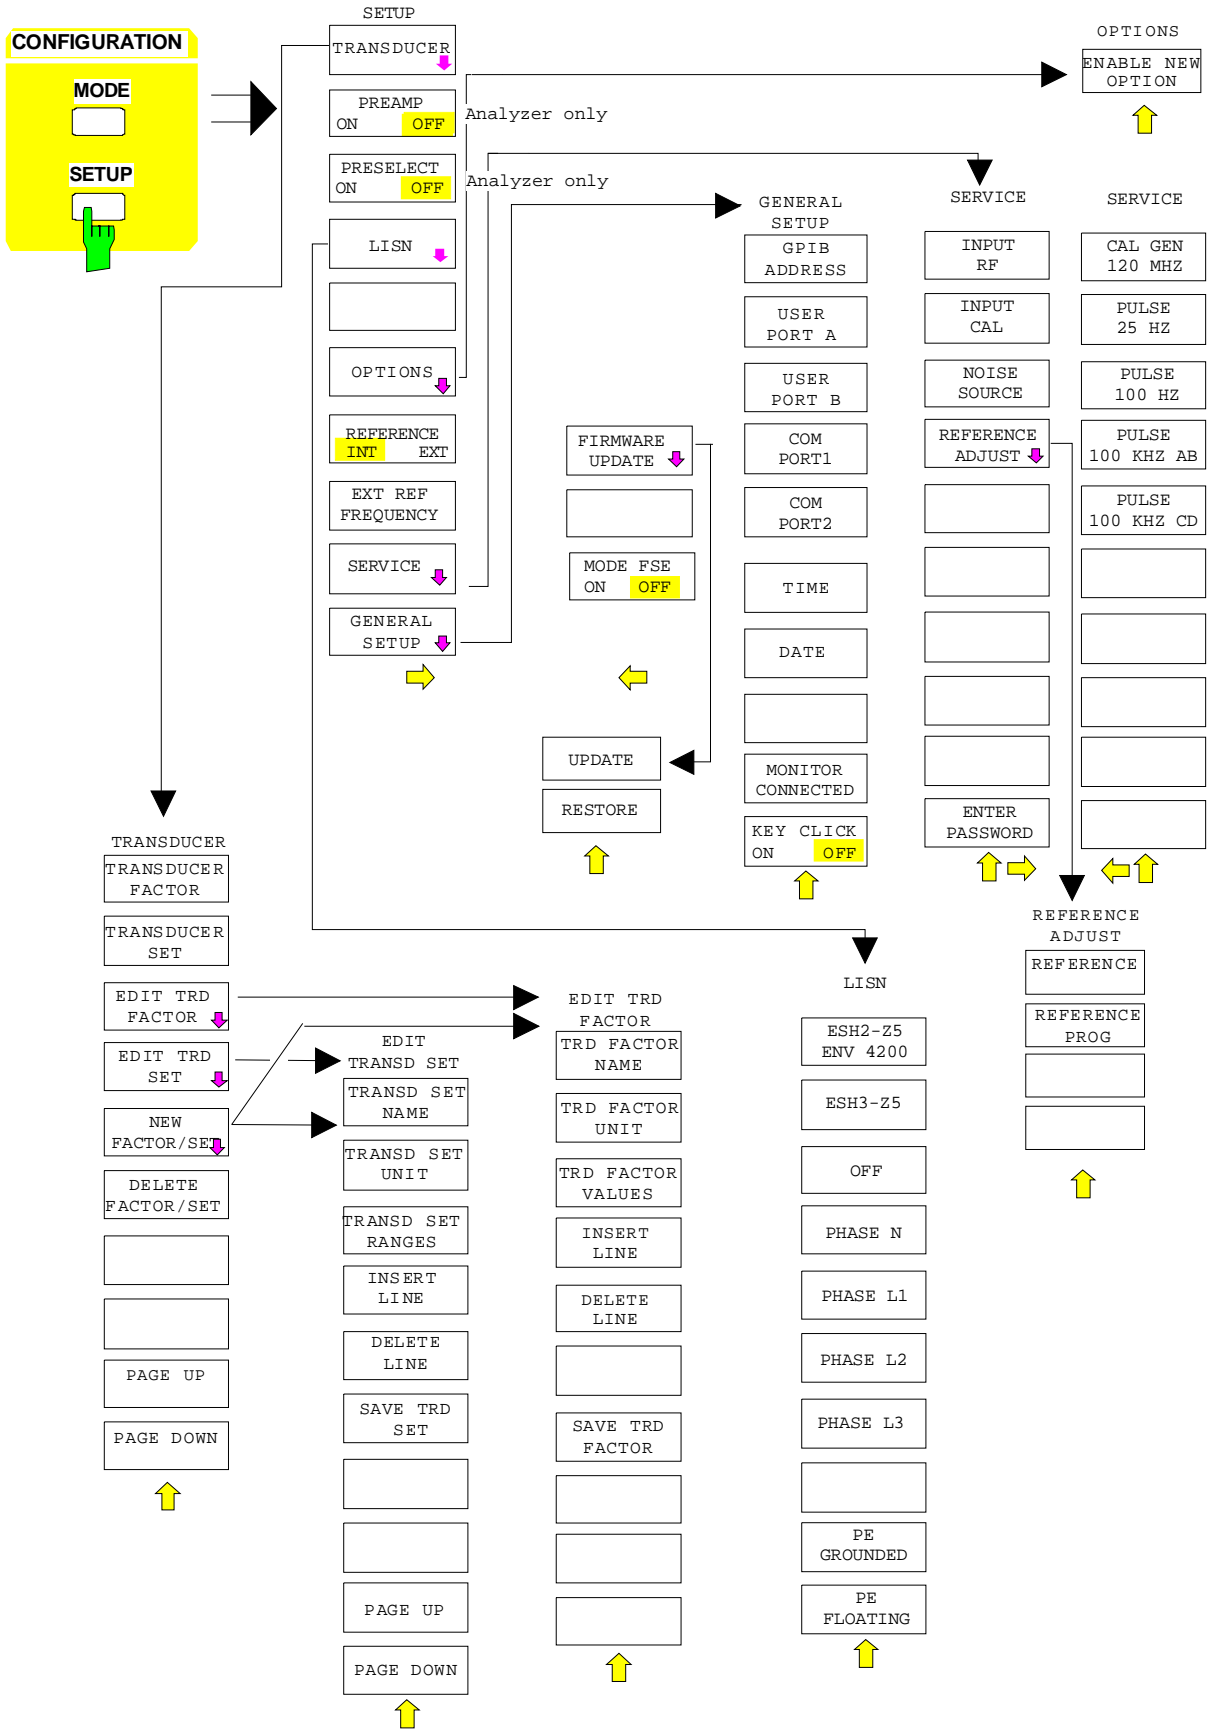 CONFIGURATION
MODE
SETUP
SETUP
TRANSDUCER
PREAMP
ON OFF
Analyzer only
PRESELECT
ON OFF
Analyzer only
LISN
OPTIONS
REFERENCE
INT EXT
EXT REF
FREQUENCY
SERVICE
GENERAL
SETUP
FIRMWARE
UPDATE
MODE FSE
ON OFF
UPDATE
RESTORE
GENERAL
SETUP
GPIB
ADDRESS
USER
PORT A
USER
PORT B
COM
PORT1
COM
PORT2
TIME
DATE
MONITOR
CONNECTED
KEY CLICK
ON OFF
OPTIONS
ENABLE NEW
OPTION
SERVICE
INPUT
RF
INPUT
CAL
NOISE
SOURCE
REFERENCE
ADJUST
ENTER
PASSWORD
SERVICE
CAL GEN
120 MHZ
PULSE
25 HZ
PULSE
100 HZ
PULSE
100 KHZ AB
PULSE
100 KHZ CD
REFERENCE
ADJUST
REFERENCE
REFERENCE
PROG
TRANSDUCER
TRANSDUCER
FACTOR
TRANSDUCER
SET
EDIT TRD
FACTOR
EDIT TRD
SET
NEW
FACTOR/SET
DELETE
FACTOR/SET
PAGE UP
PAGE DOWN
EDIT
TRANSD SET
TRANSD SET
NAME
TRANSD SET
UNIT
TRANSD SET
RANGES
INSERT
LINE
DELETE
LINE
SAVE TRD
SET
PAGE UP
PAGE DOWN
EDIT TRD
FACTOR
TRD FACTOR
NAME
TRD FACTOR
UNIT
TRD FACTOR
VALUES
INSERT
LINE
DELETE
LINE
SAVE TRD
FACTOR
LISN
ESH2-Z5
ENV 4200
ESH3-Z5
OFF
PHASE N
PHASE L1
PHASE L2
PHASE L3
PE
GROUNDED
PE
FLOATING